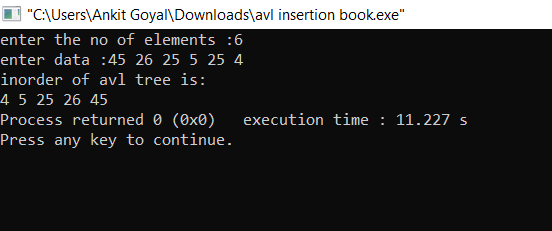 "C:\Users\Ankit Goyal\Downloads\avl insertion book.exe"
enter the no of elements :6
enter data :45 26 25 5 25 4
inorder of avl tree is:
4 5 25 26 45
Process returned 0 (0x0)   execution time : 11.227 s
Press any key to continue.